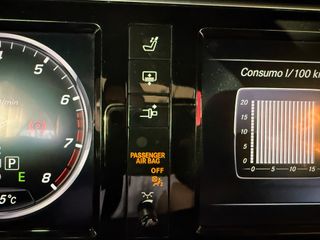 4
5
6
7
8
/min
P
E
5°c
PASSENGER
AIR BAG
OFF
Consumo l/100 k
20
15
10
5
0
0 5 10 15